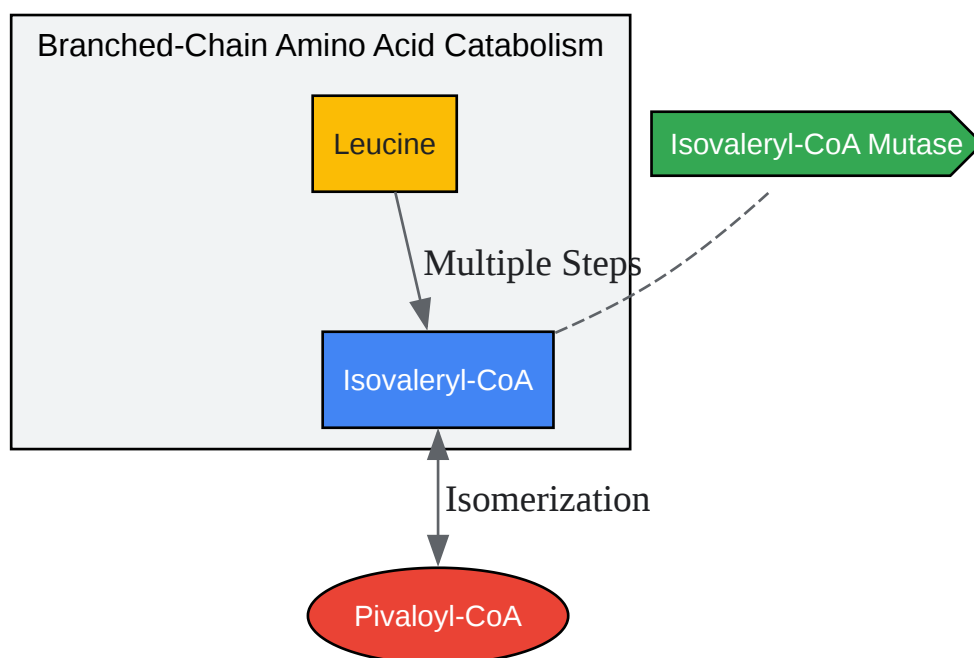 Branched-Chain Amino Acid Catabolism
Leucine
Isovaleryl-CoA Mutase
Multiple Steps
Isovaleryl-CoA
Isomerization
Pivaloyl-CoA